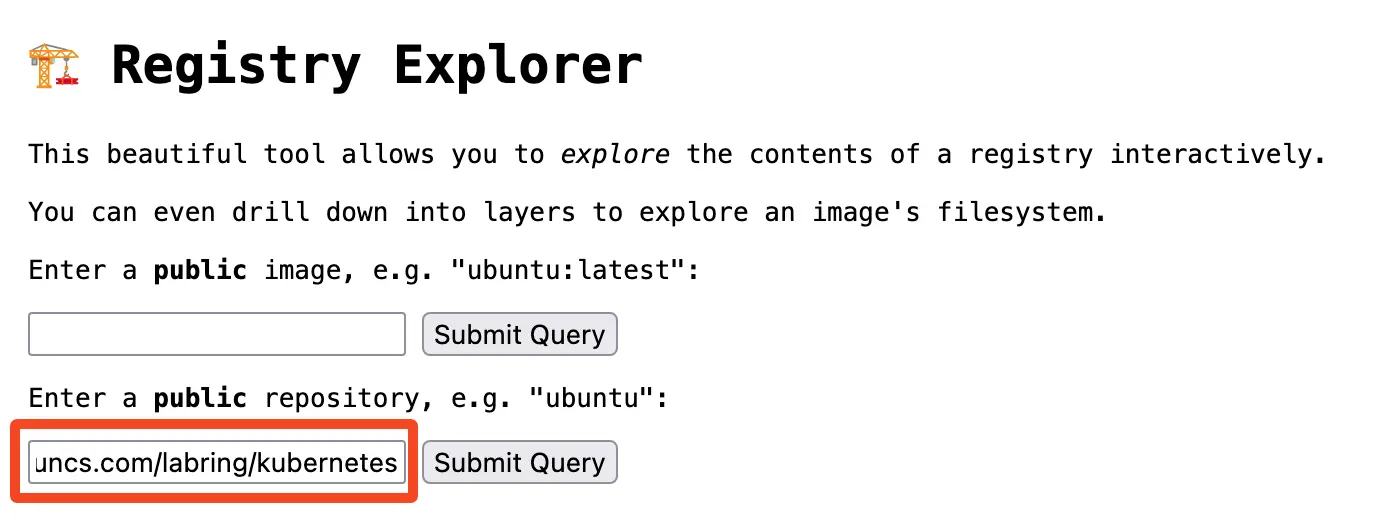 Registry Explorer
This beautiful tool allows you to explore the contents of a registry interactively.
You can even drill down into layers to explore an image's filesystem.
Enter a public image, e.g. "ubuntu:latest":
Submit Query
Enter a public repository, e.g. "ubuntu":
uncs.com/labring/kubernetes Submit Query